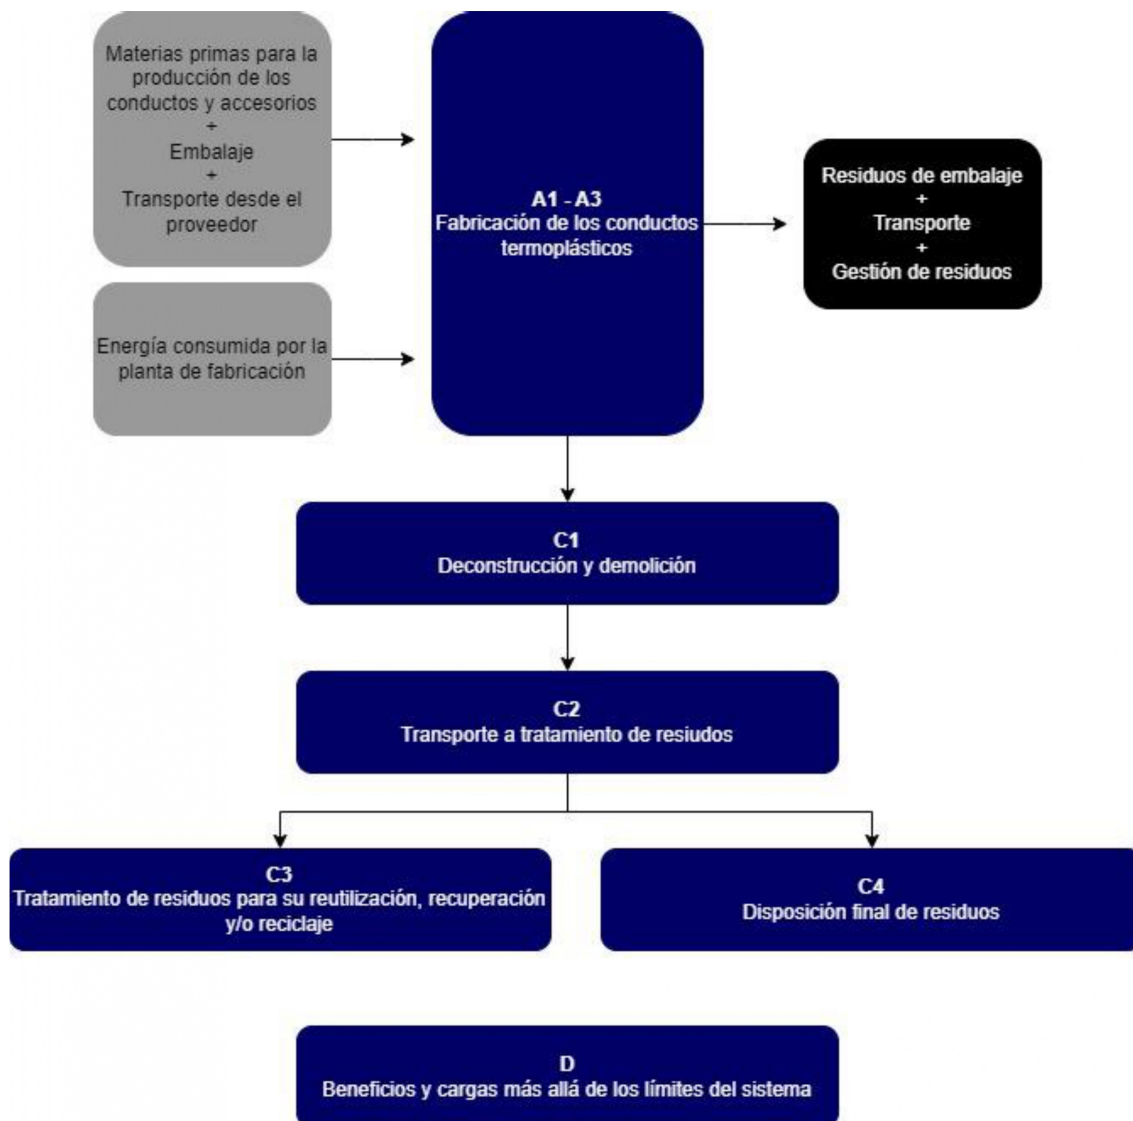 Materias primas para la
producción de los
conductos y accesorios
+
Embalaje
+
Transporte desde el
proveedor
Energía consumida por la
planta de fabricación
A1 - A3
Fabricación de los conductos
termoplásticos
Residuos de embalaje
+
Transporte
+
Gestión de residuos
C1
Deconstrucción y demolición
C2
Transporte a tratamiento de resiudos
C3
Tratamiento de residuos para su reutilización, recuperación
y/o reciclaje
C4
Disposición final de residuos
D
Beneficios y cargas más allá de los límites del sistema